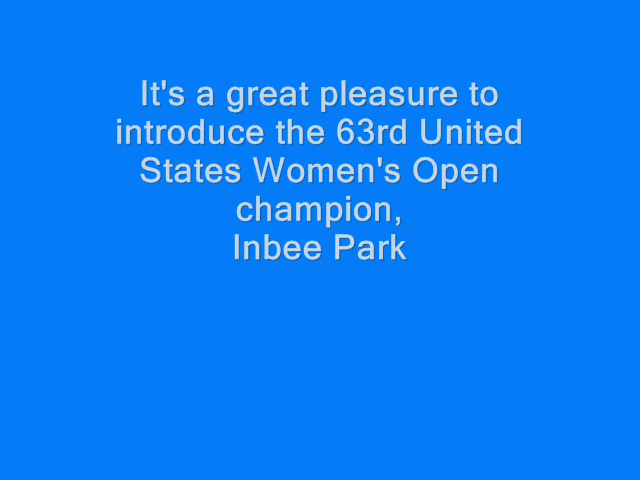 It's a great pleasure to
introduce the 63rd United
States Women's Open
champion,
Inbee Park